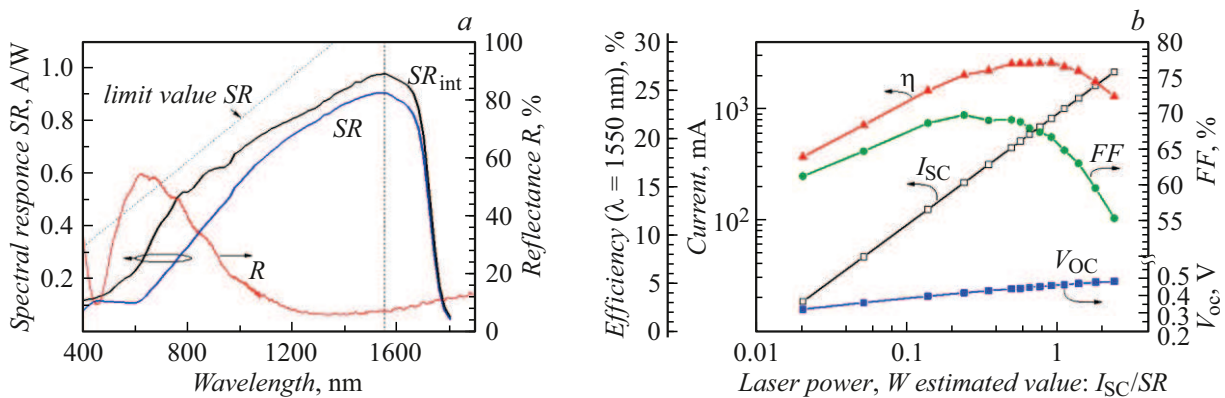 a
Spectral responce SR, A/W
1.0
0.8
0.6
0.4
0.2
limit value SR
SR
SRint
R
100
80
60
40
20
0
Reflectance R, %
400
800
1200
1600
Wavelength, nm
b
Efficiency (λ = 1550 nm), %
30
25
20
15
10
5
0
Current, mA
10³
10²
η
ISC
FF
VOC
80
75
70
65
60
FF, %
0.5
0.4
0.3
0.2
Voc, V
0.01
0.1
1
Laser power, W estimated value: ISC/SR